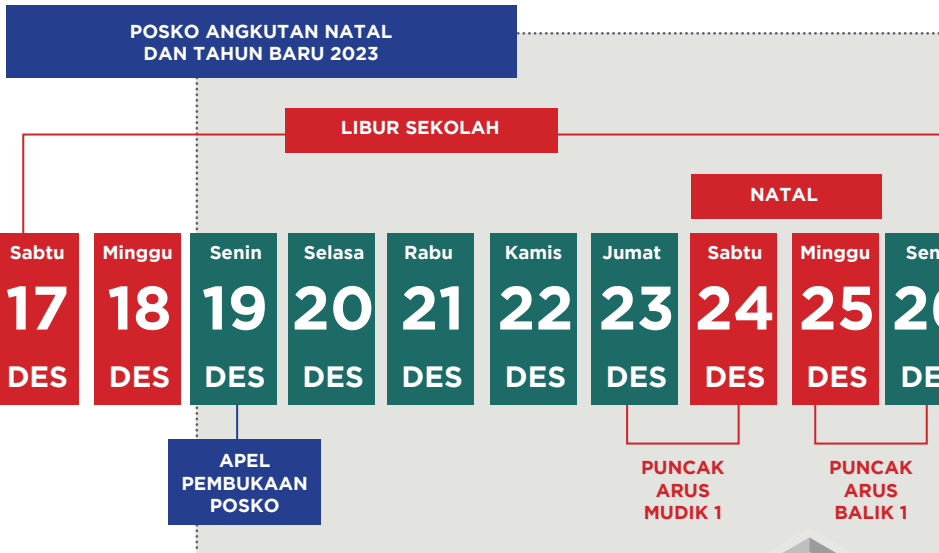 POSKO ANGKUTAN NATAL
DAN TAHUN BARU 2023
LIBUR SEKOLAH
NATAL
Sabtu
17
DES
Minggu
18
DES
Senin
19
DES
Selasa
20
DES
Rabu
21
DES
Kamis
22
DES
Jumat
23
DES
Sabtu
24
DES
Minggu
25
DES
APEL
PEMBUKAAN
POSKO
PUNCAK
ARUS
MUDIK 1
PUNCAK
ARUS
BALIK 1